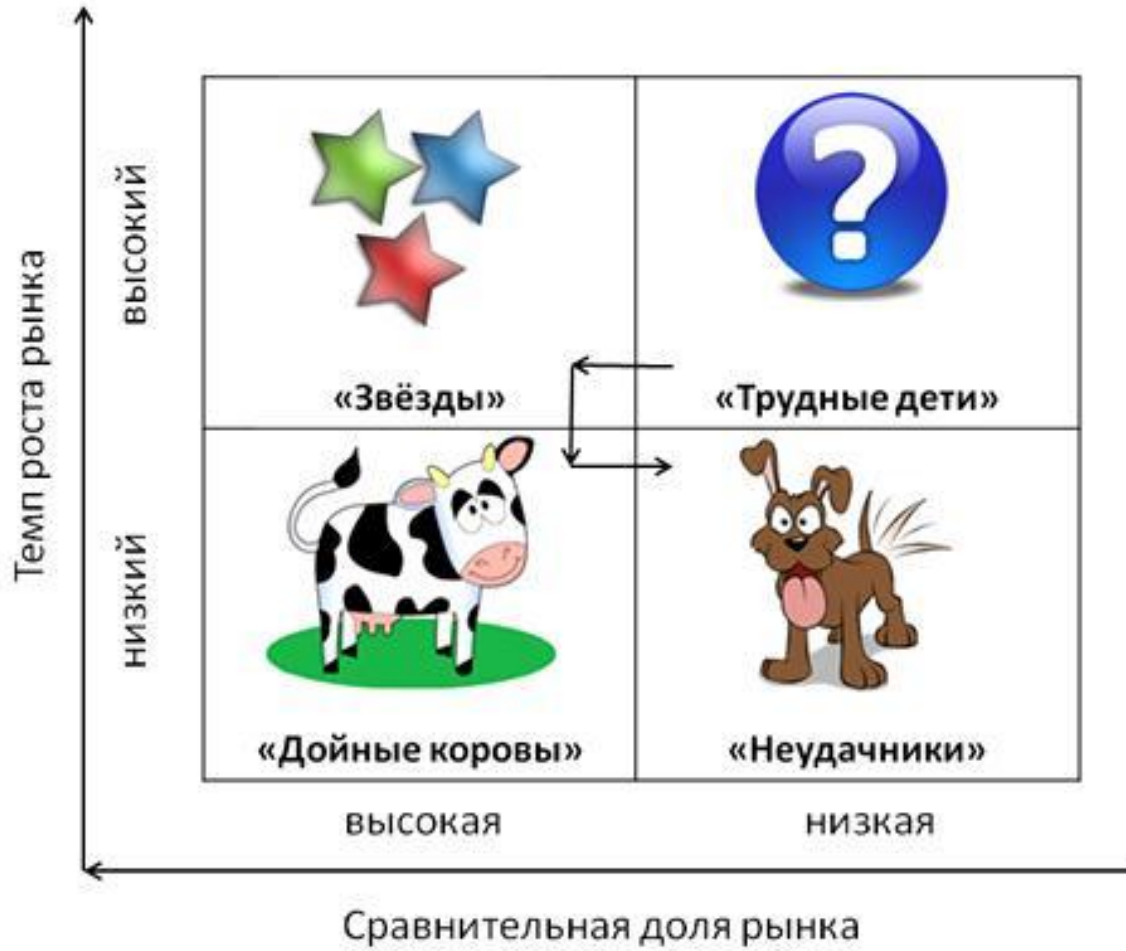 Темп роста рынка
высокий
низкий
«Звёзды»
«Трудные дети»
«Дойные коровы»
«Неудачники»
высокая
низкая
Сравнительная доля рынка